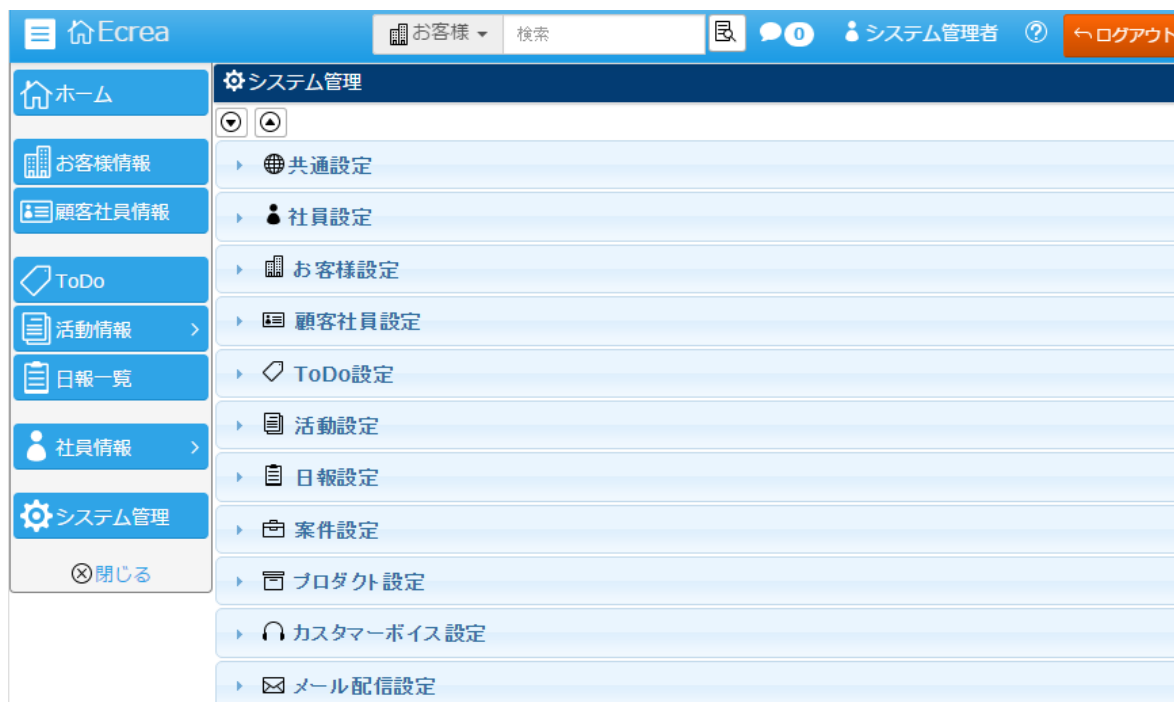 Ecrea お客様 検索 0 システム管理者 ログアウト
ホーム
お客様情報
顧客社員情報
ToDo
活動情報
日報一覧
社員情報
システム管理
閉じる
システム管理
共通設定
社員設定
お客様設定
顧客社員設定
ToDo設定
活動設定
日報設定
案件設定
プロダクト設定
カスタマーボイス設定
メール配信設定